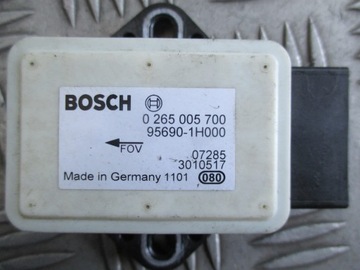 BOSCH
0 265 005 700
95690-1H000
FOV
07285
3010517
Made in Germany 1101 080